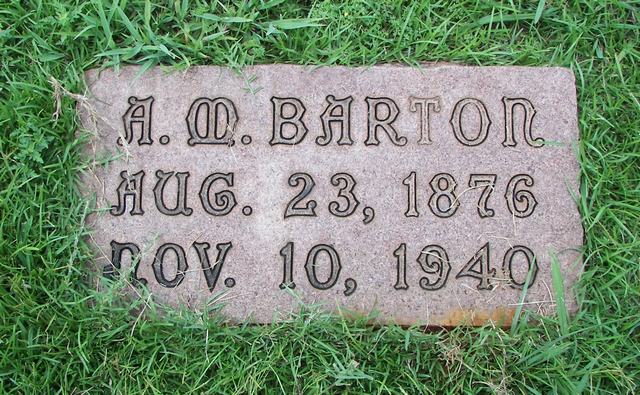 A. M. BARTON
AUG. 23, 1876
NOV. 10, 1940